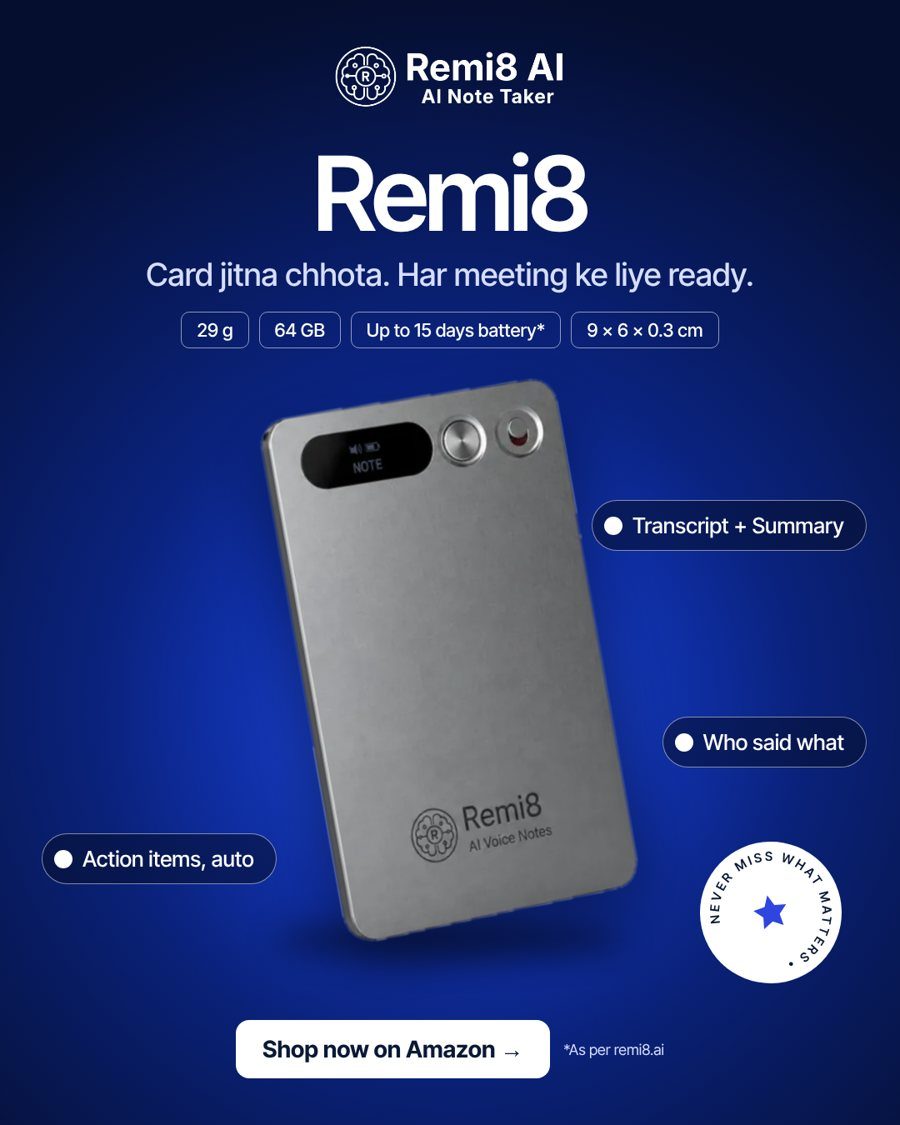 Remi8 AI
AI Note Taker
Remi8
Card jitna chhota. Har meeting ke liye ready.
29 g
64 GB
Up to 15 days battery*
9 × 6 × 0.3 cm
NOTE
Transcript + Summary
Who said what
R
Remi8
AI Voice Notes
Action items, auto
NEVER MISS WHAT MATTERS •
Shop now on Amazon →
*As per remi8.ai